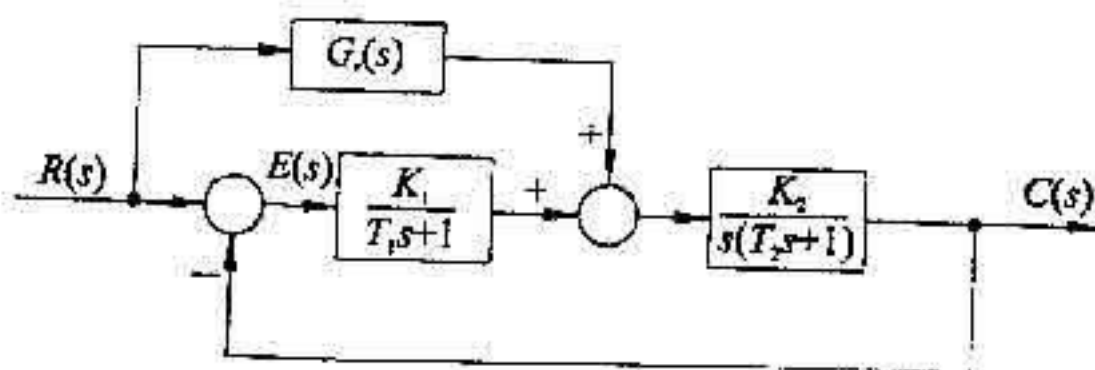 G_r(s)
+
R(s)
E(s)
K_1
T_1s+1
+
K_2
s(T_2s+1)
C(s)
−